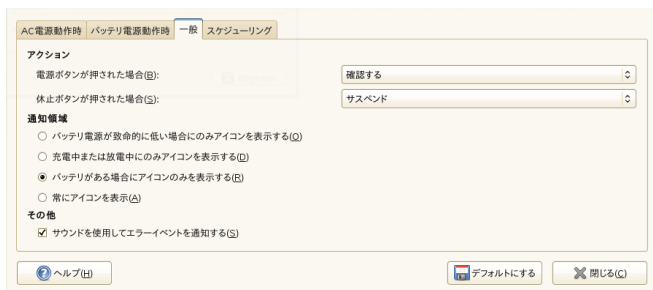 AC電源動作時 バッテリ電源動作時 一般 スケジューリング
アクション
電源ボタンが押された場合(B): 確認する
休止ボタンが押された場合(S): サスペンド
通知領域
バッテリ電源が致命的に低い場合にのみアイコンを表示する(O)
充電中または放電中にのみアイコンを表示する(D)
バッテリがある場合にアイコンのみを表示する(R)
常にアイコンを表示(A)
その他
サウンドを使用してエラーイベントを通知する(S)
ヘルプ(H) デフォルトにする 閉じる(C)